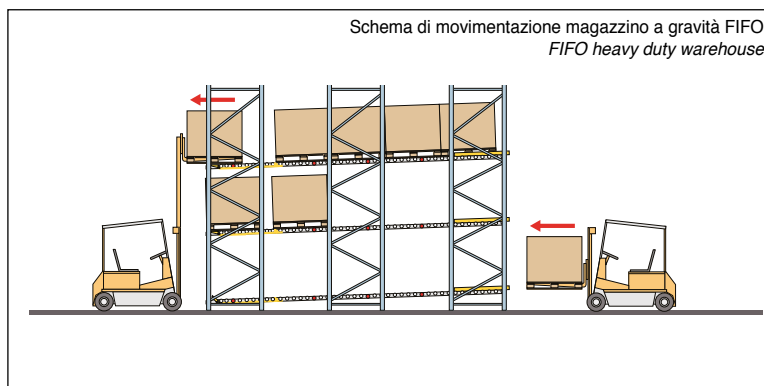 Schema di movimentazione magazzino a gravità FIFO
FIFO heavy duty warehouse